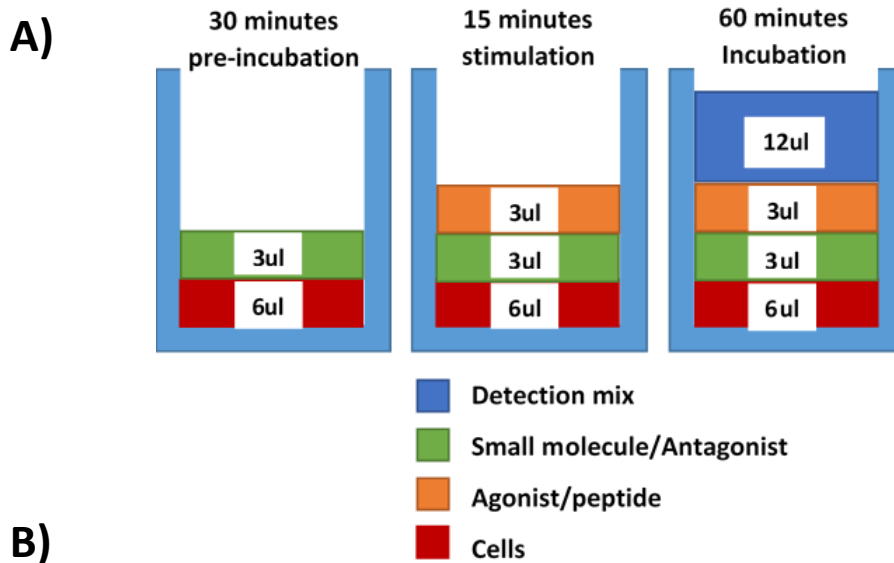 A)
30 minutes
pre-incubation
15 minutes
stimulation
60 minutes
Incubation
3ul
6ul
3ul
3ul
6ul
12ul
3ul
3ul
6ul
Detection mix
Small molecule/Antagonist
Agonist/peptide
Cells
B)